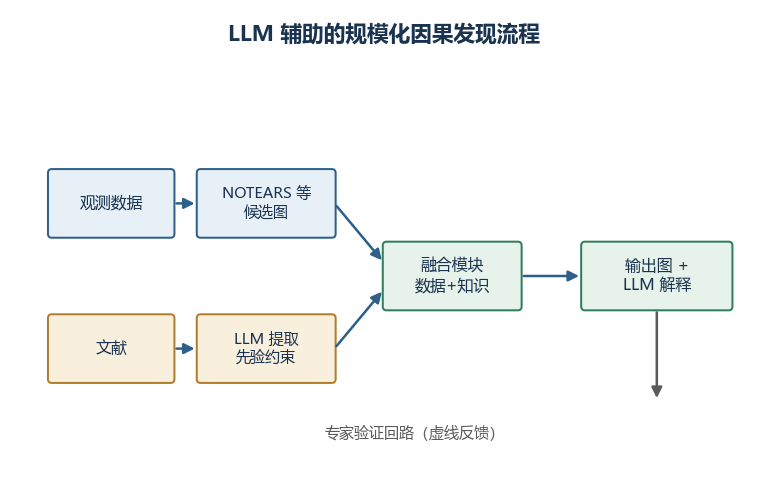 LLM 辅助的规模化因果发现流程
观测数据
NOTEARS 等
候选图
融合模块
数据+知识
输出图 +
LLM 解释
文献
LLM 提取
先验约束
专家验证回路（虚线反馈）